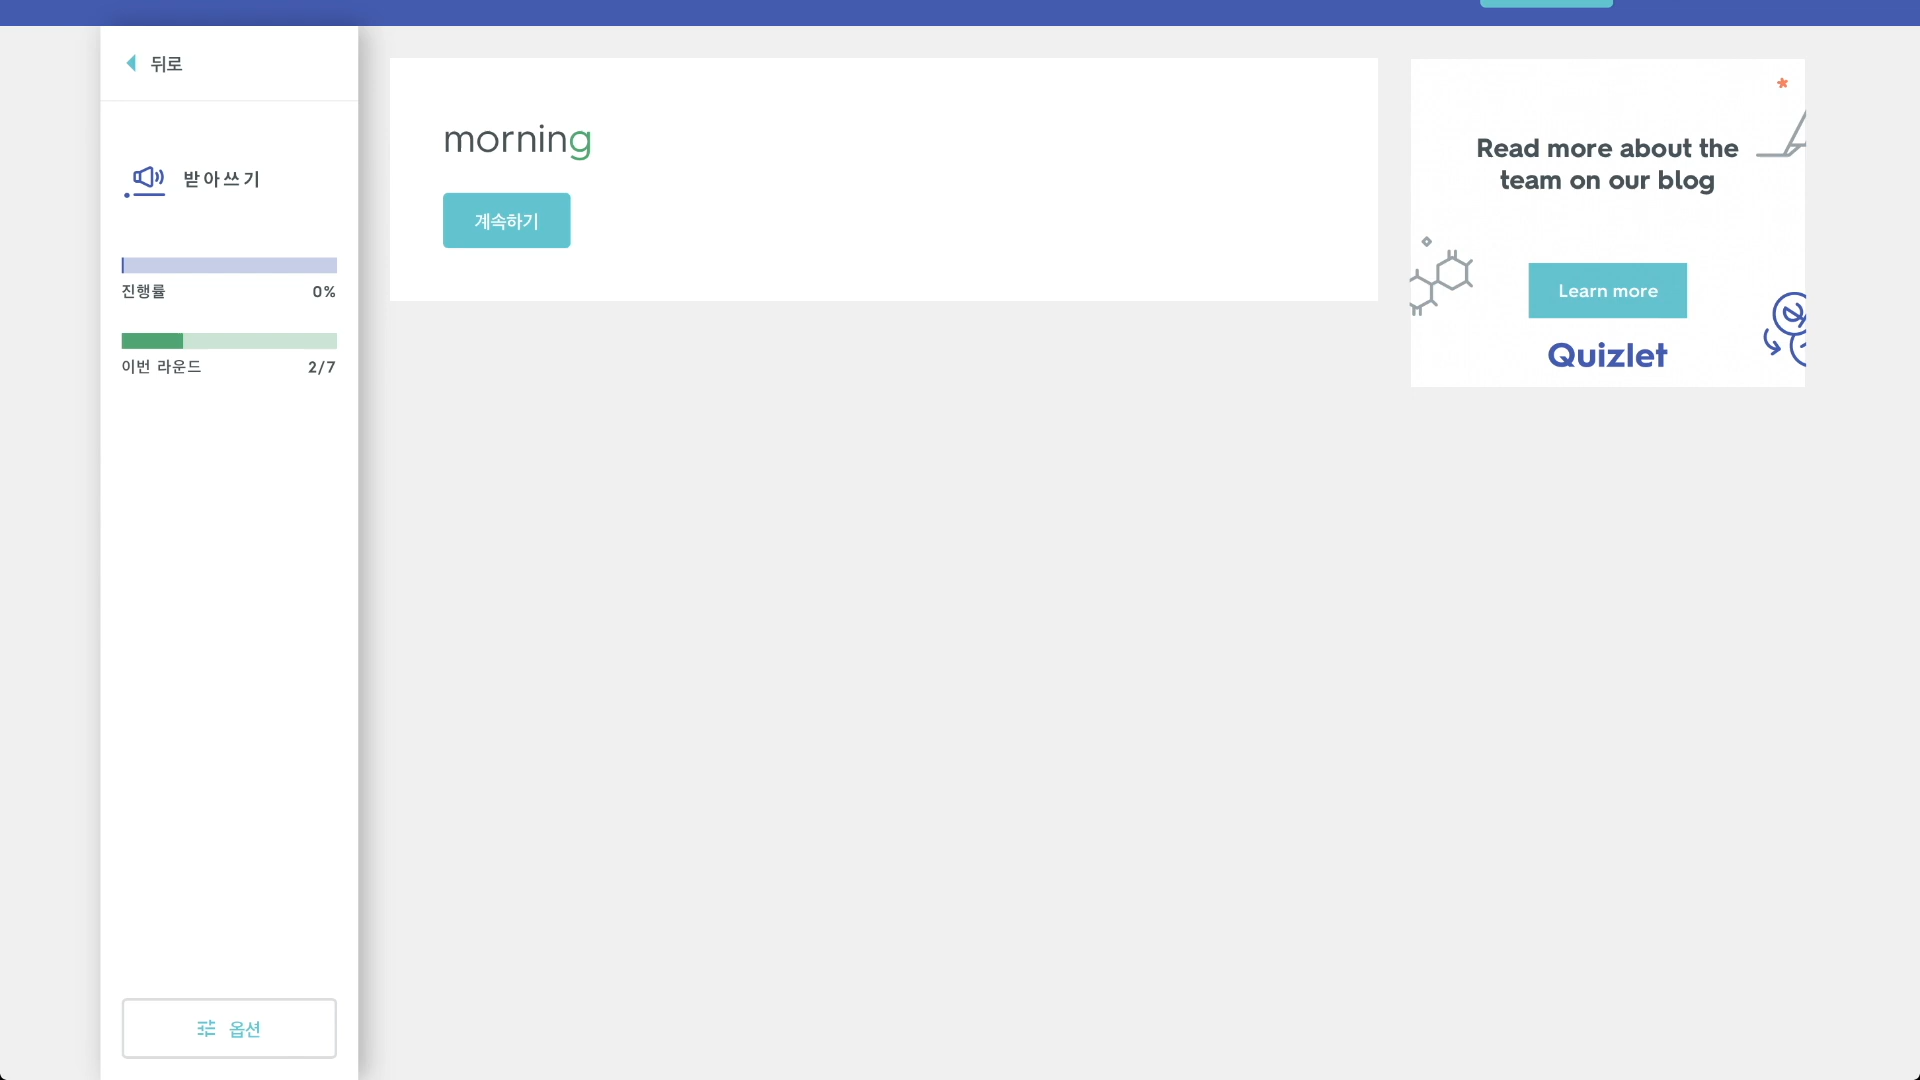 뒤로
받아쓰기
진행률 0%
이번 라운드 2/7
옵션
morning
계속하기
Read more about the
team on our blog
Learn more
Quizlet